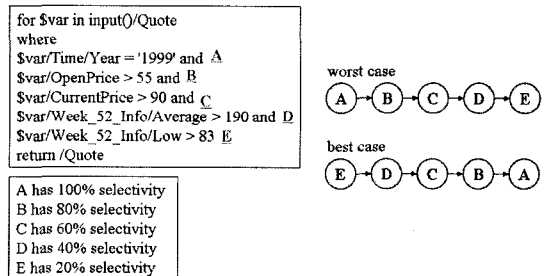 for $var in input()/Quote
where
$var/Time/Year = '1999' and A
$var/OpenPrice > 55 and B
$var/CurrentPrice > 90 and C
$var/Week_52_Info/Average > 190 and D
$var/Week_52_Info/Low > 83 E
return /Quote
A has 100% selectivity
B has 80% selectivity
C has 60% selectivity
D has 40% selectivity
E has 20% selectivity
worst case
A B C D E
best case
E D C B A